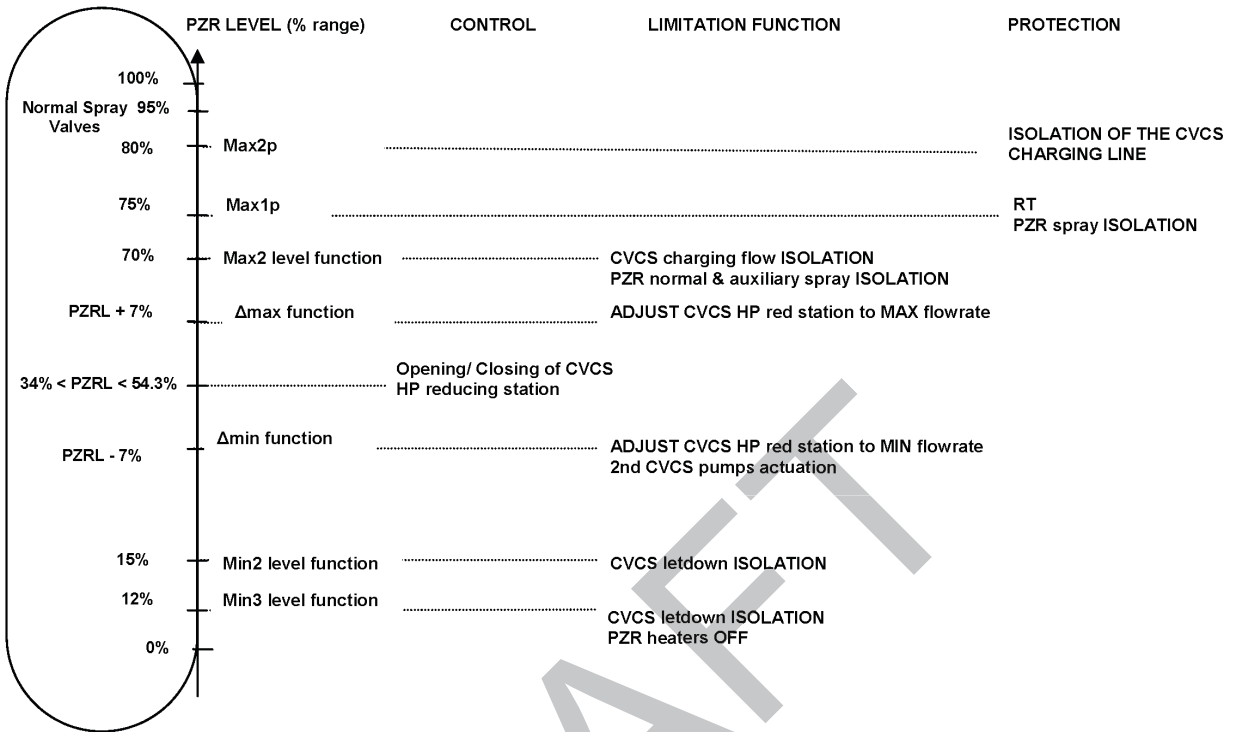 PZR LEVEL (% range) CONTROL LIMITATION FUNCTION PROTECTION
100%
Normal Spray 95%
Valves
80% Max2p ISOLATION OF THE CVCS
CHARGING LINE
75% Max1p RT
PZR spray ISOLATION
70% Max2 level function CVCS charging flow ISOLATION
PZR normal & auxiliary spray ISOLATION
PZRL + 7% Δmax function ADJUST CVCS HP red station to MAX flowrate
34% < PZRL < 54.3% Opening/ Closing of CVCS
HP reducing station
PZRL - 7% Δmin function ADJUST CVCS HP red station to MIN flowrate
2nd CVCS pumps actuation
15% Min2 level function CVCS letdown ISOLATION
12% Min3 level function CVCS letdown ISOLATION
PZR heaters OFF
0%
AFT